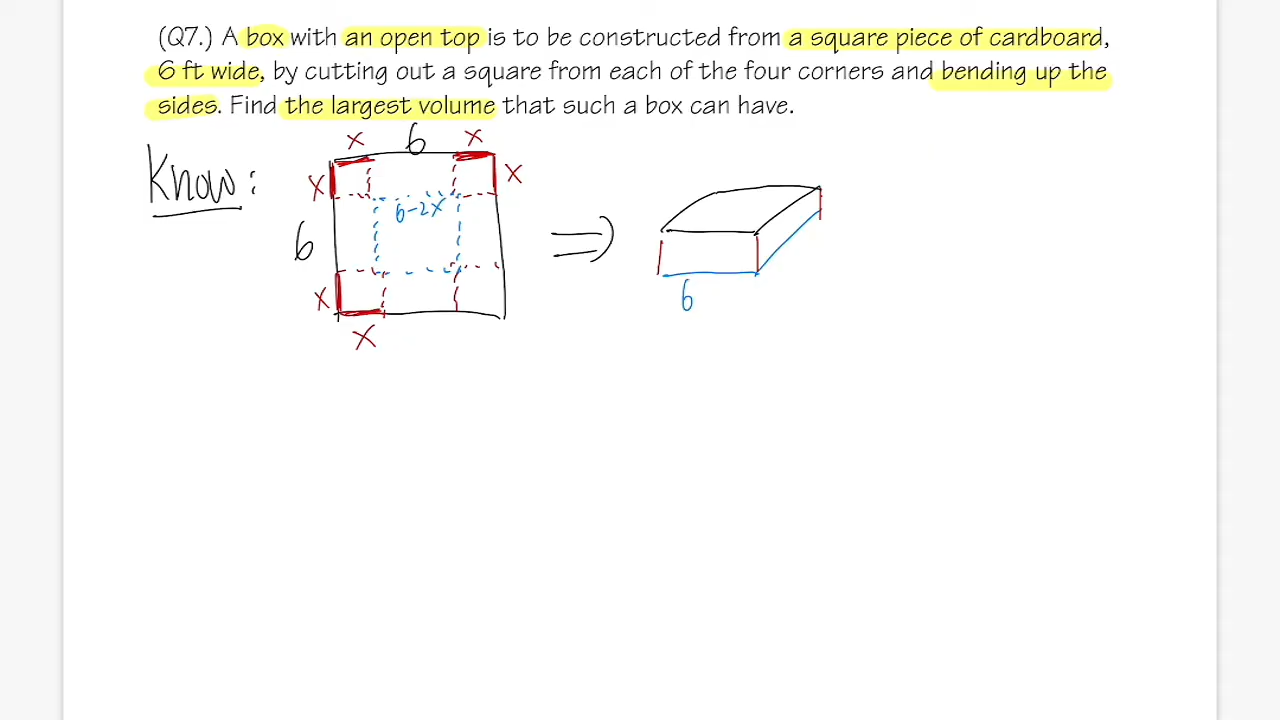 (Q7.) A box with an open top is to be constructed from a square piece of cardboard,
6 ft wide, by cutting out a square from each of the four corners and bending up the
sides. Find the largest volume that such a box can have.
x 6 x
Know:
x x
6-2x
6
⇒
x
6
x